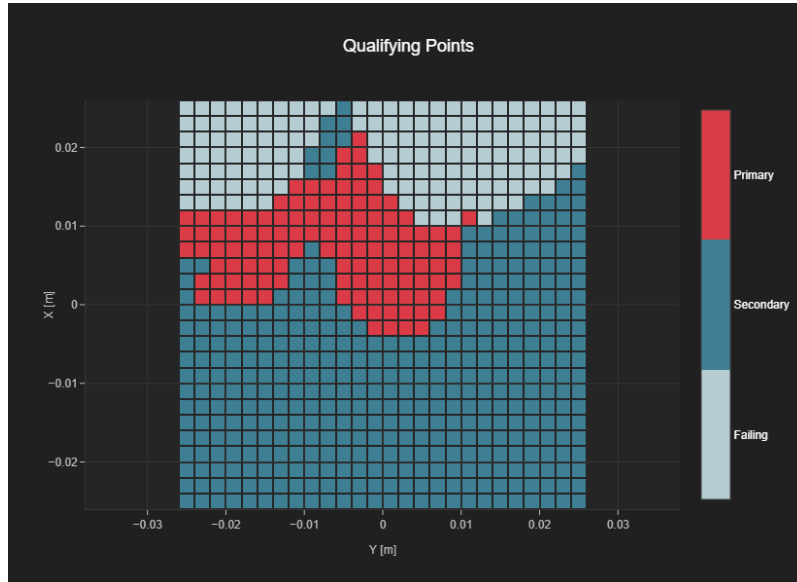 Qualifying Points
X [m]
0.02
0.01
0
−0.01
−0.02
−0.03
−0.02
−0.01
0
0.01
0.02
0.03
Y [m]
Primary
Secondary
Failing